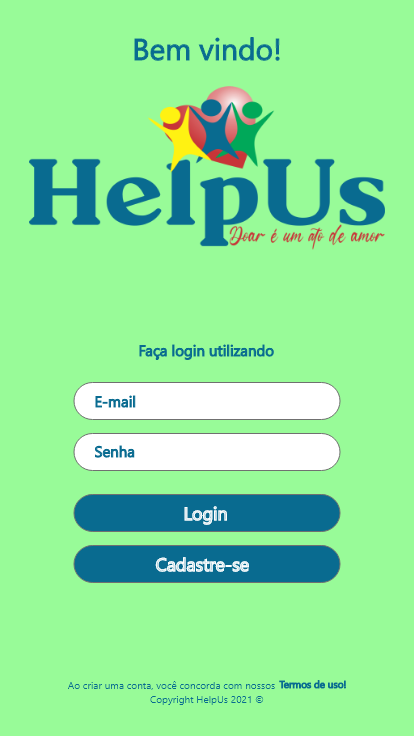 Bem vindo!
HelpUs
Doar é um ato de amor
Faça login utilizando
E-mail
Senha
Login
Cadastre-se
Ao criar uma conta, você concorda com nossos Termos de uso!
Copyright HelpUs 2021 ©